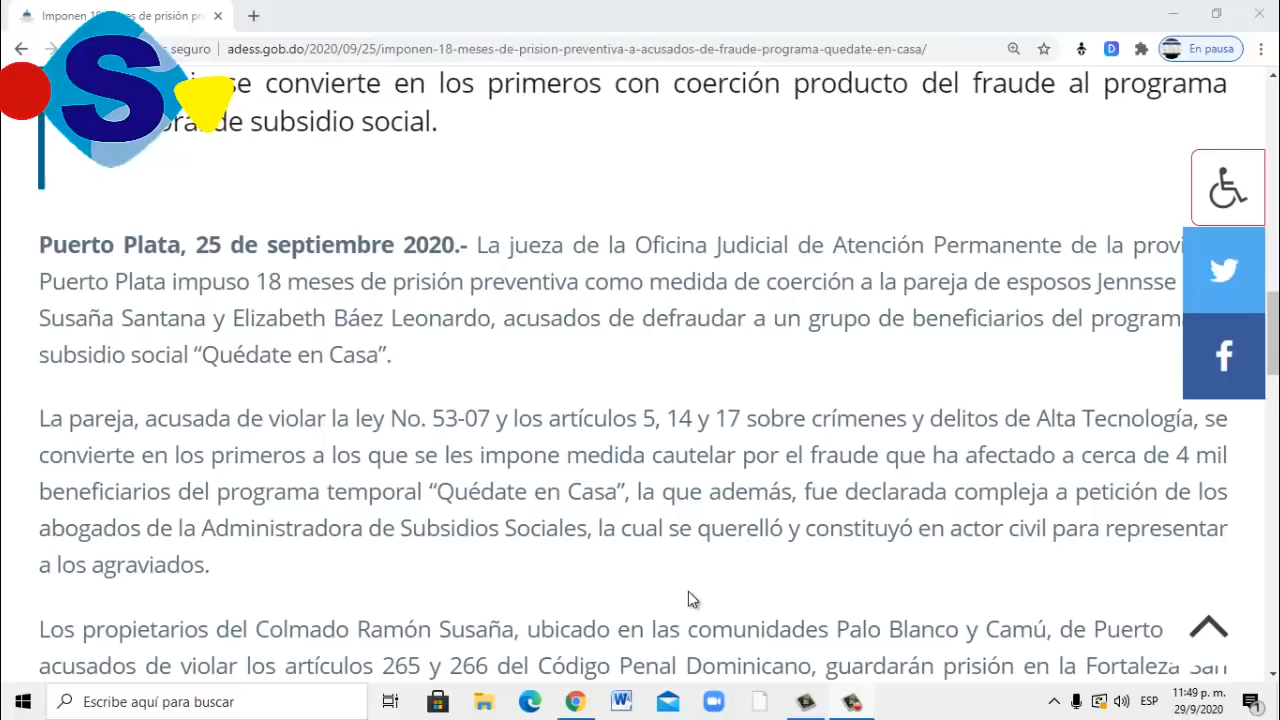 Imponen 18 meses de prisión pre
seguro adess.gob.do/2020/09/25/imponen-18-meses-de-prision-preventiva-a-acusados-de-fraude-programa-quedate-en-casa/ D En pausa
S
se convierte en los primeros con coerción producto del fraude al programa
de subsidio social.
Puerto Plata, 25 de septiembre 2020.- La jueza de la Oficina Judicial de Atención Permanente de la
Puerto Plata impuso 18 meses de prisión preventiva como medida de coerción a la pareja de esposos Jennsse
Susaña Santana y Elizabeth Báez Leonardo, acusados de defraudar a un grupo de beneficiarios del programa
subsidio social “Quédate en Casa”.
La pareja, acusada de violar la ley No. 53-07 y los artículos 5, 14 y 17 sobre crímenes y delitos de Alta Tecnología, se
convierte en los primeros a los que se les impone medida cautelar por el fraude que ha afectado a cerca de 4 mil
beneficiarios del programa temporal “Quédate en Casa”, la que además, fue declarada compleja a petición de los
abogados de la Administradora de Subsidios Sociales, la cual se querelló y constituyó en actor civil para representar
a los agraviados.
Los propietarios del Colmado Ramón Susaña, ubicado en las comunidades Palo Blanco y Camú, de Puerto
acusados de violar los artículos 265 y 266 del Código Penal Dominicano, guardarán prisión en la Fortaleza San
Escribe aquí para buscar
ESP
11:49 p. m.
29/9/2020
1